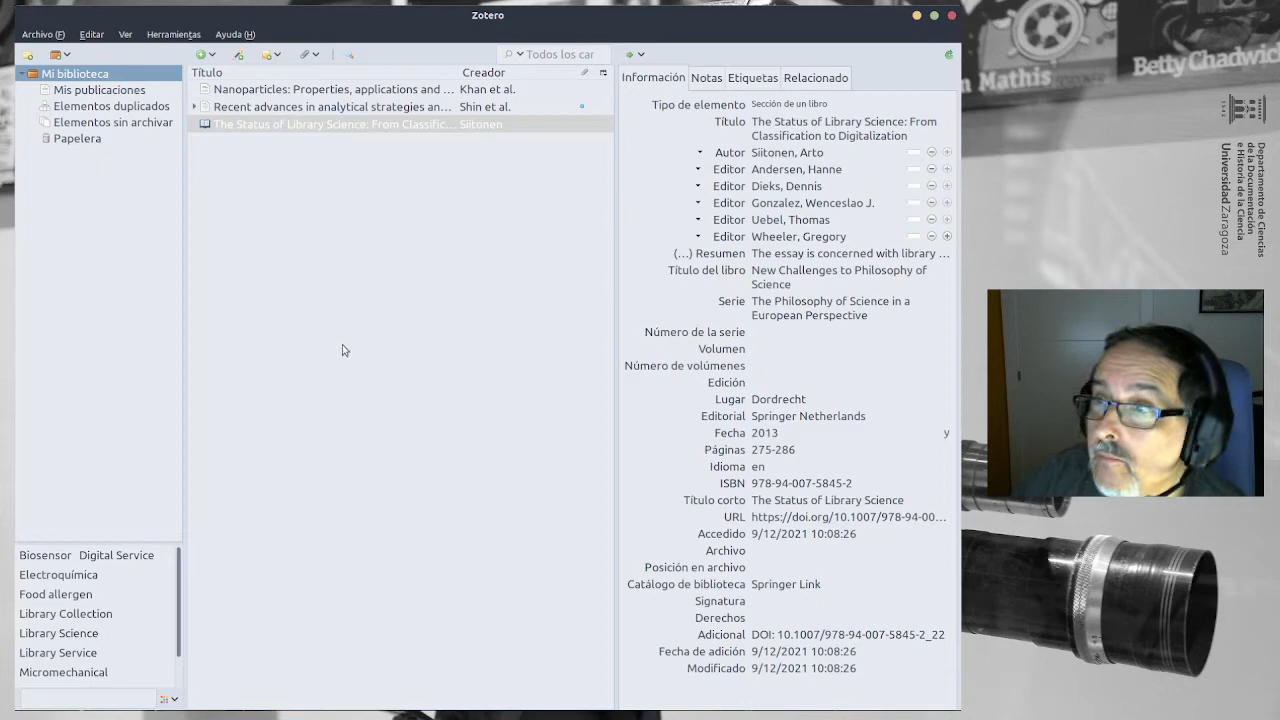 Zotero
Archivo (F) Editar Ver Herramientas Ayuda (H)
Todos los car
Mi biblioteca
Mis publicaciones
Elementos duplicados
Elementos sin archivar
Papelera
Título Creador
Nanoparticles: Properties, applications and ... Khan et al.
Recent advances in analytical strategies an... Shin et al.
The Status of Library Science: From Classific... Siitonen
Información Notas Etiquetas Relacionado
Tipo de elemento Sección de un libro
Título The Status of Library Science: From
Classification to Digitalization
Autor Siitonen, Arto
Editor Andersen, Hanne
Editor Dieks, Dennis
Editor Gonzalez, Wenceslao J.
Editor Uebel, Thomas
Editor Wheeler, Gregory
(...) Resumen The essay is concerned with library ...
Título del libro New Challenges to Philosophy of
Science
Serie The Philosophy of Science in a
European Perspective
Número de la serie
Volumen
Número de volúmenes
Edición
Lugar Dordrecht
Editorial Springer Netherlands
Fecha 2013 y
Páginas 275-286
Idioma en
ISBN 978-94-007-5845-2
Título corto The Status of Library Science
URL https://doi.org/10.1007/978-94-00...
Accedido 9/12/2021 10:08:26
Archivo
Posición en archivo
Catálogo de biblioteca Springer Link
Signatura
Derechos
Adicional DOI: 10.1007/978-94-007-5845-2_22
Fecha de adición 9/12/2021 10:08:26
Modificado 9/12/2021 10:08:26
Biosensor Digital Service
Electroquímica
Food allergen
Library Collection
Library Science
Library Service
Micromechanical
Mathis
Betty Chadwic
1542
Departamento de Ciencias
de la Documentación
e Historia de la Ciencia
Universidad Zaragoza